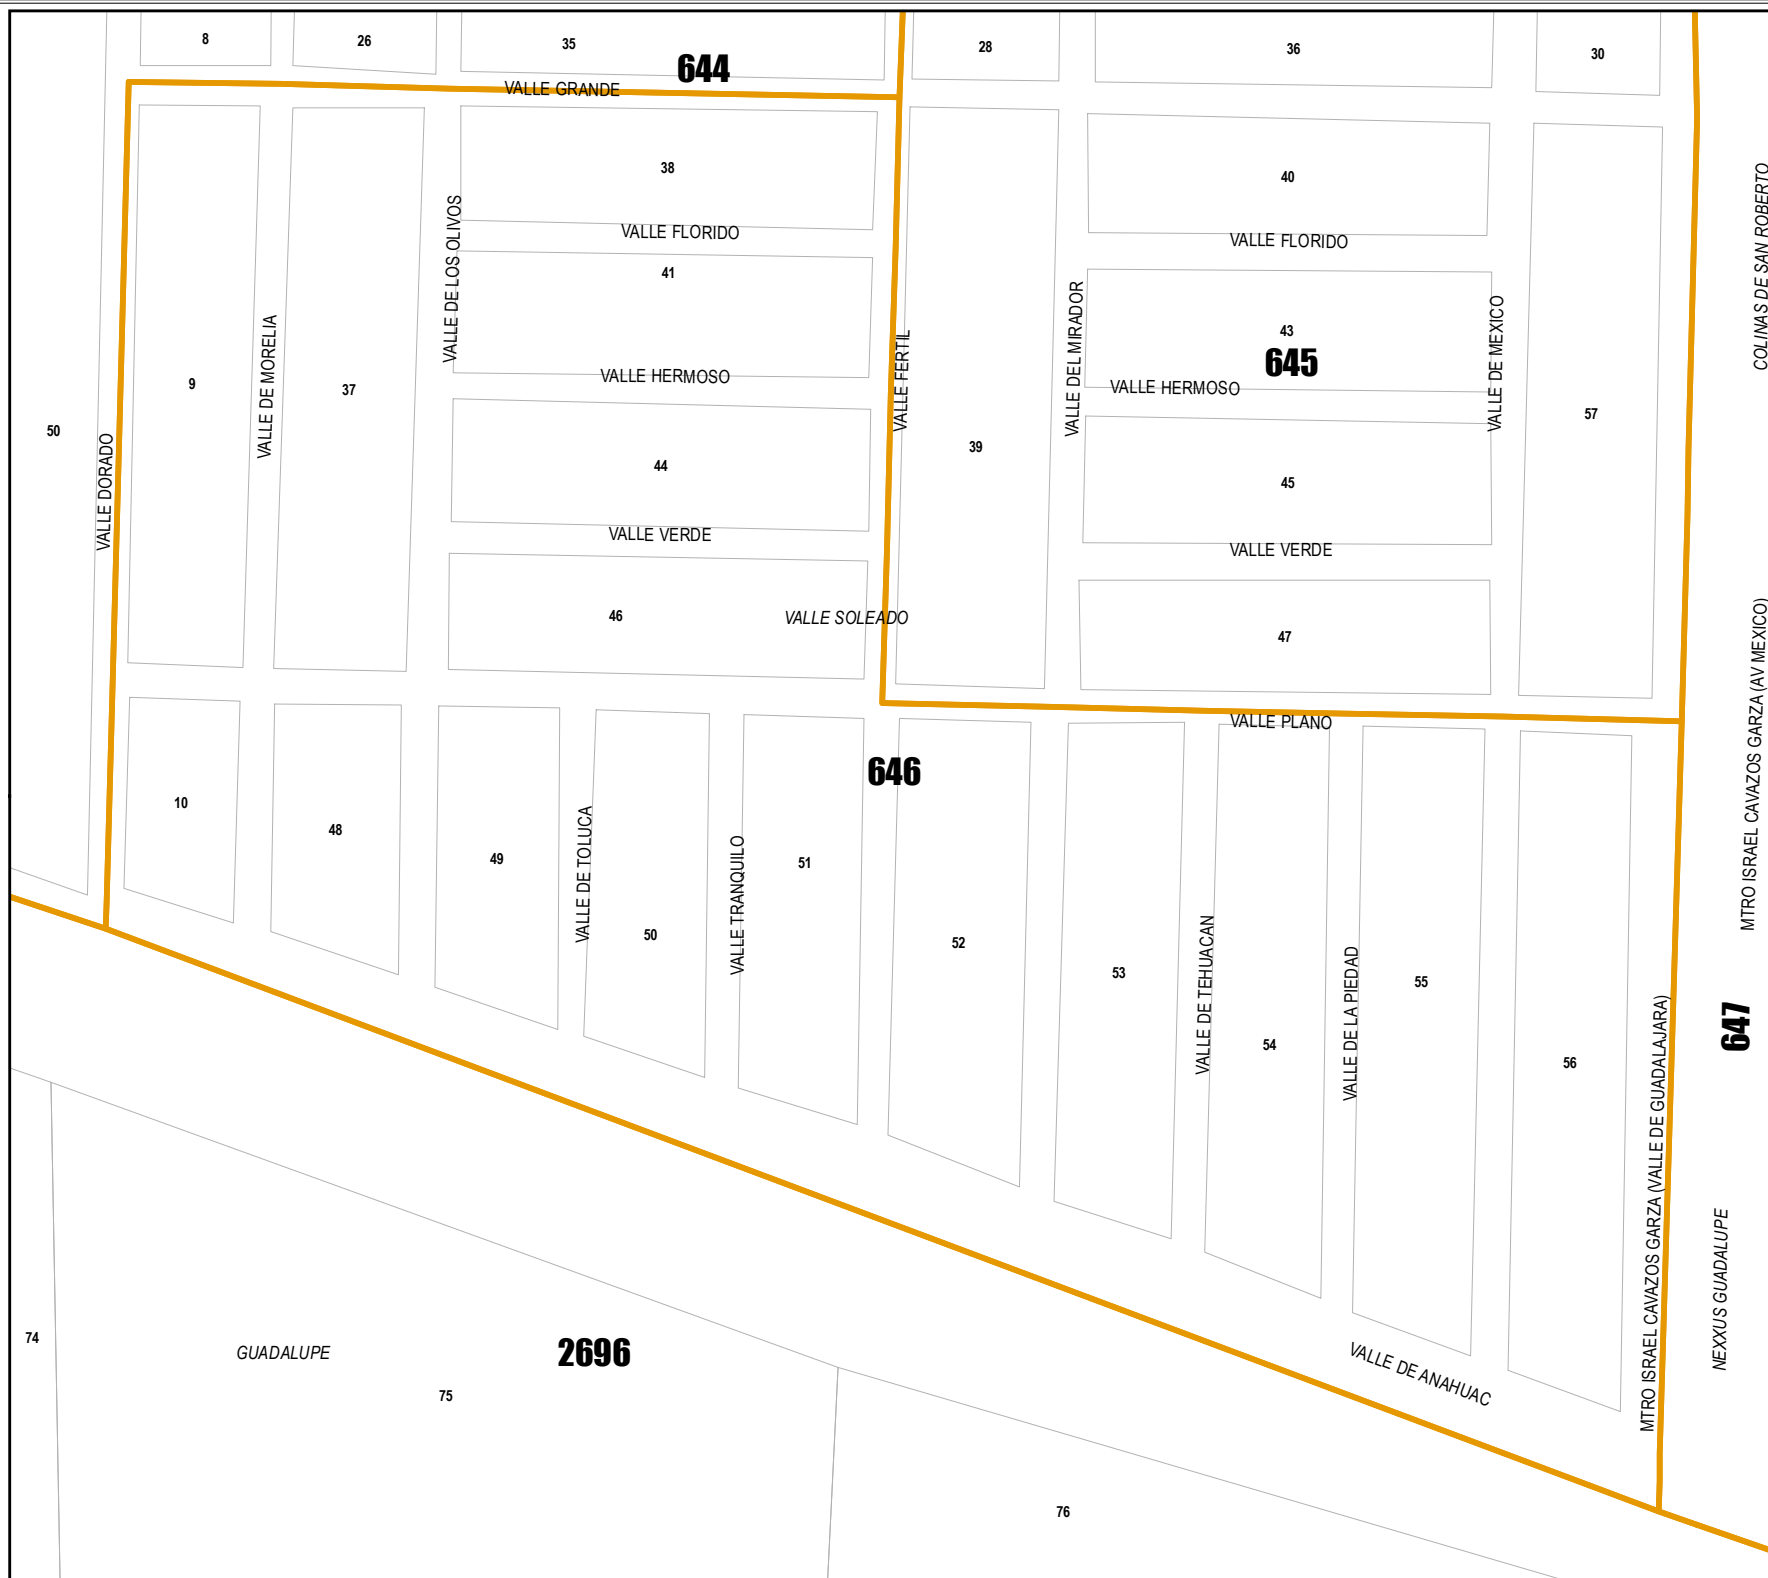 8
26
35
28
36
30
644
VALLE GRANDE
38
40
VALLE FLORIDO
VALLE FLORIDO
COLINAS DE SAN ROBERTO
VALLE DE LOS OLIVOS
41
43
645
VALLE DE MORELIA
VALLE FERTIL
VALLE DEL MIRADOR
VALLE DE MEXICO
9
37
VALLE HERMOSO
VALLE HERMOSO
57
50
39
VALLE DORADO
44
45
VALLE VERDE
VALLE VERDE
46
VALLE SOLEADO
47
MTRO ISRAEL CAVAZOS GARZA (AV MEXICO)
VALLE PLANO
646
10
48
49
VALLE DE TOLUCA
50
VALLE TRANQUILO
51
52
53
VALLE DE TEHUACAN
54
VALLE DE LA PIEDAD
55
56
647
MTRO ISRAEL CAVAZOS GARZA (VALLE DE GUADALAJARA)
NEXXUS GUADALUPE
74
GUADALUPE
2696
75
VALLE DE ANAHUAC
76